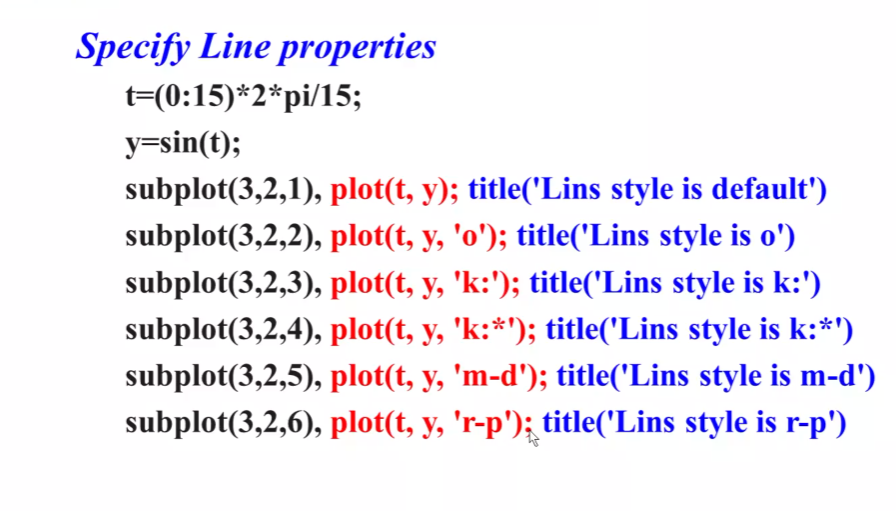 Specify Line properties
t=(0:15)*2*pi/15;
y=sin(t);
subplot(3,2,1), plot(t, y); title('Lins style is default')
subplot(3,2,2), plot(t, y, 'o'); title('Lins style is o')
subplot(3,2,3), plot(t, y, 'k:'); title('Lins style is k:')
subplot(3,2,4), plot(t, y, 'k:*'); title('Lins style is k:*')
subplot(3,2,5), plot(t, y, 'm-d'); title('Lins style is m-d')
subplot(3,2,6), plot(t, y, 'r-p'); title('Lins style is r-p')